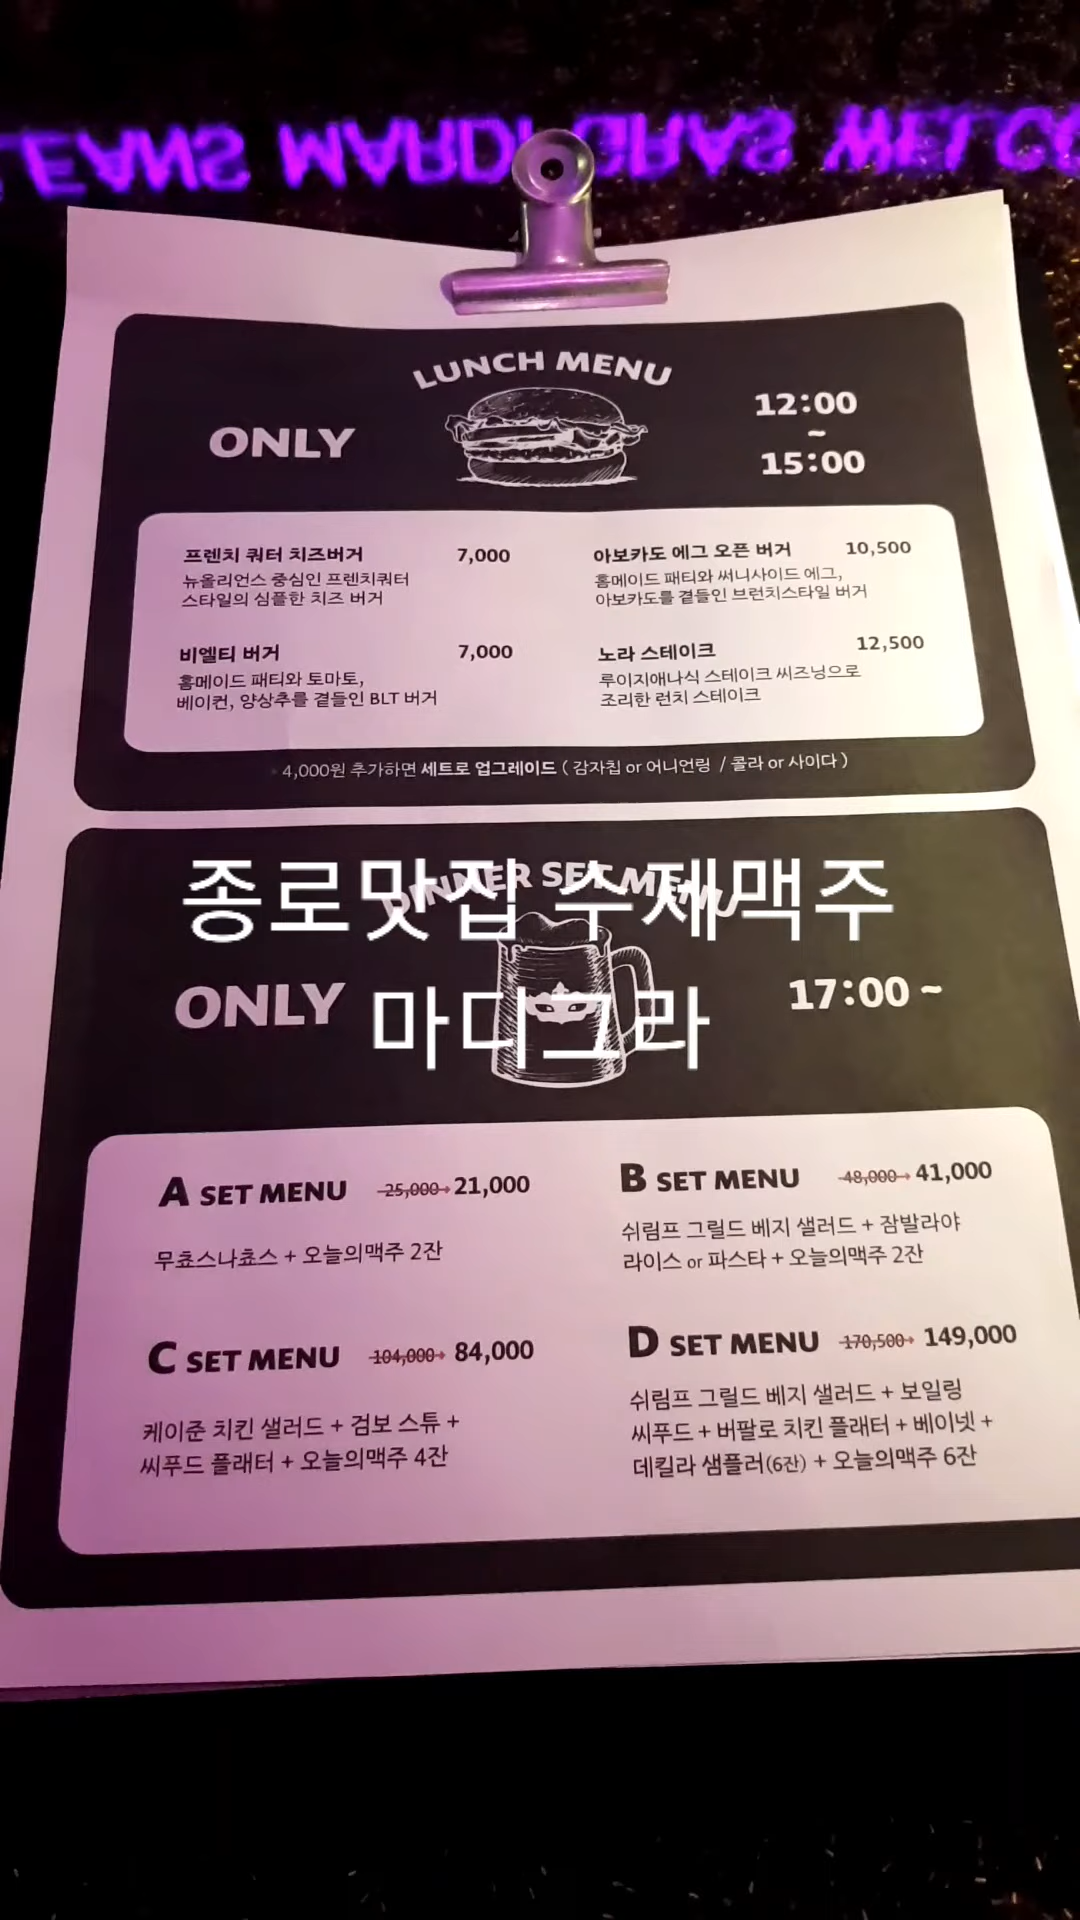 EANS MARDI GRAS WELCO
LUNCH MENU
ONLY
12:00
~
15:00
프렌치 쿼터 치즈버거 7,000
뉴올리언스 중심인 프렌치쿼터
스타일의 심플한 치즈 버거
아보카도 에그 오픈 버거 10,500
홈메이드 패티와 써니사이드 에그,
아보카도를 곁들인 브런치스타일 버거
비엘티 버거 7,000
홈메이드 패티와 토마토,
베이컨, 양상추를 곁들인 BLT 버거
노라 스테이크 12,500
루이지애나식 스테이크 씨즈닝으로
조리한 런치 스테이크
4,000원 추가하면 세트로 업그레이드 ( 감자칩 or 어니언링 / 콜라 or 사이다 )
DINNER SET MENU
종로맛집 수제맥주
마디그라
ONLY
17:00 ~
A SET MENU 25,000→ 21,000
무쵸스나쵸스 + 오늘의맥주 2잔
B SET MENU 48,000→ 41,000
쉬림프 그릴드 베지 샐러드 + 잠발라야
라이스 or 파스타 + 오늘의맥주 2잔
C SET MENU 104,000→ 84,000
케이준 치킨 샐러드 + 검보 스튜 +
씨푸드 플래터 + 오늘의맥주 4잔
D SET MENU 170,500→ 149,000
쉬림프 그릴드 베지 샐러드 + 보일링
씨푸드 + 버팔로 치킨 플래터 + 베이넷 +
데킬라 샘플러(6잔) + 오늘의맥주 6잔